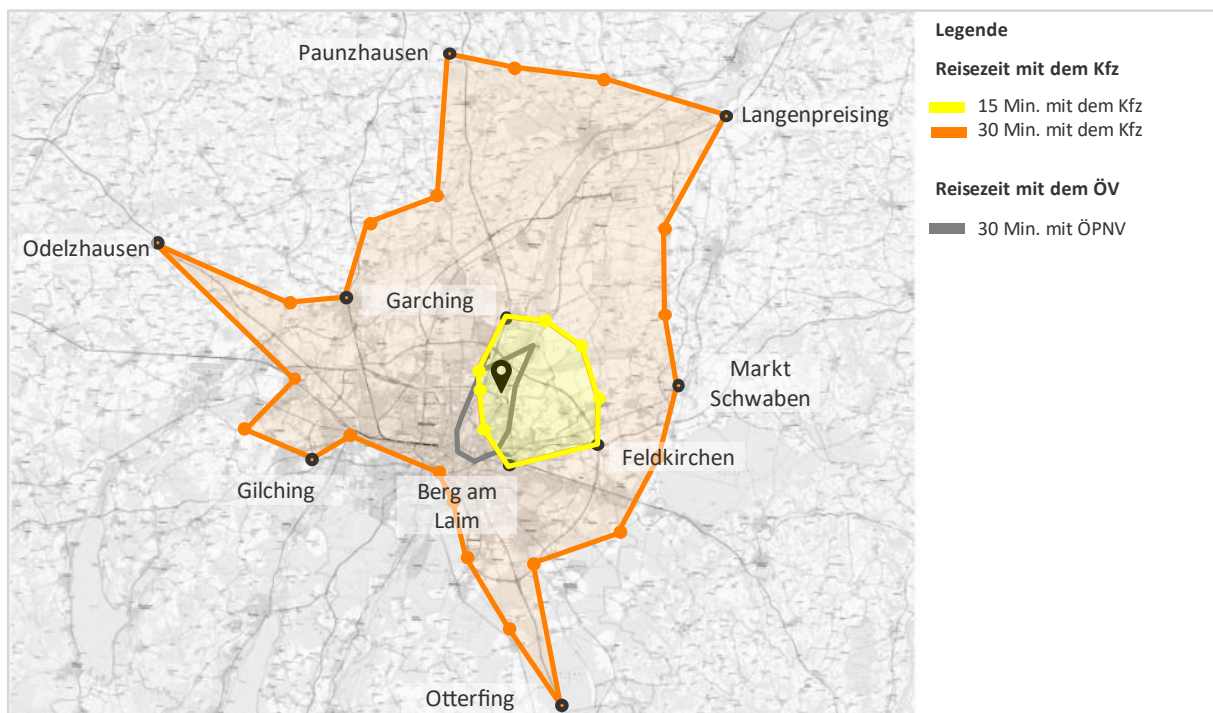 Paunzhausen
Langenpreising
Odelzhausen
Garching
Markt
Schwaben
Feldkirchen
Gilching
Berg am
Laim
Otterfing
Legende
Reisezeit mit dem Kfz
15 Min. mit dem Kfz
30 Min. mit dem Kfz
Reisezeit mit dem ÖV
30 Min. mit ÖPNV